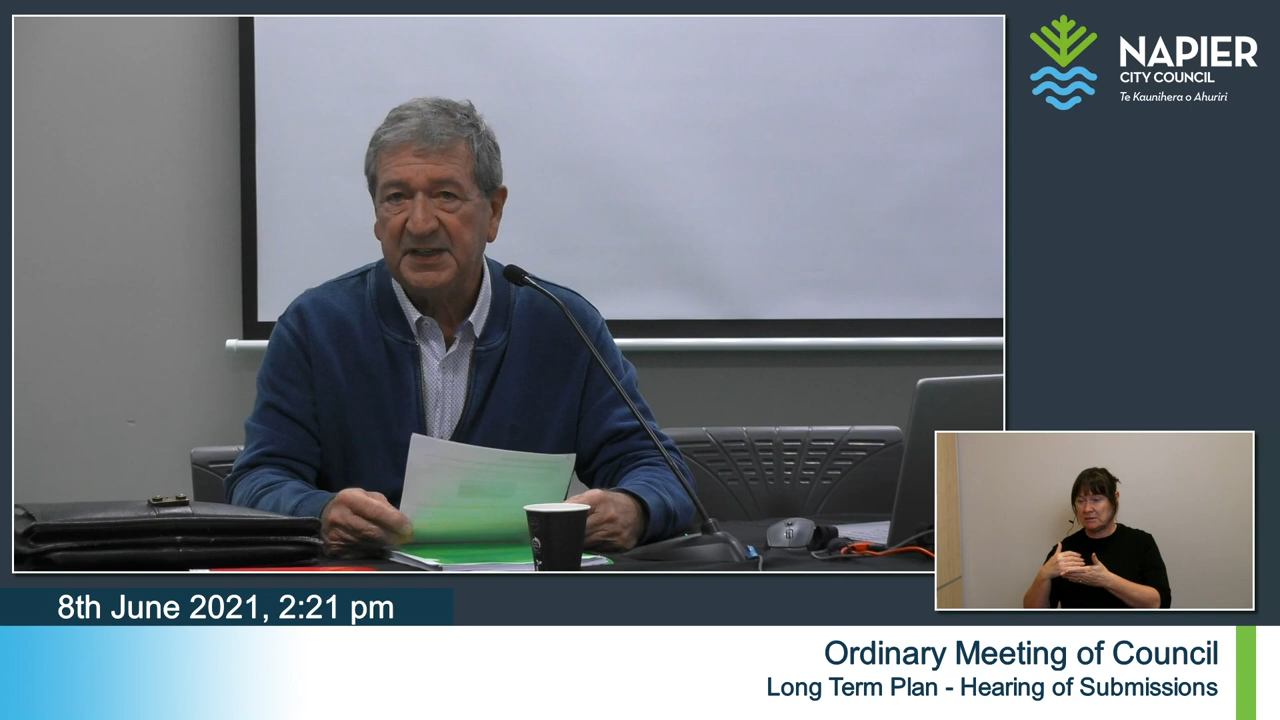 NAPIER
CITY COUNCIL
Te Kaunihera o Ahuriri
8th June 2021, 2:21 pm
Ordinary Meeting of Council
Long Term Plan - Hearing of Submissions